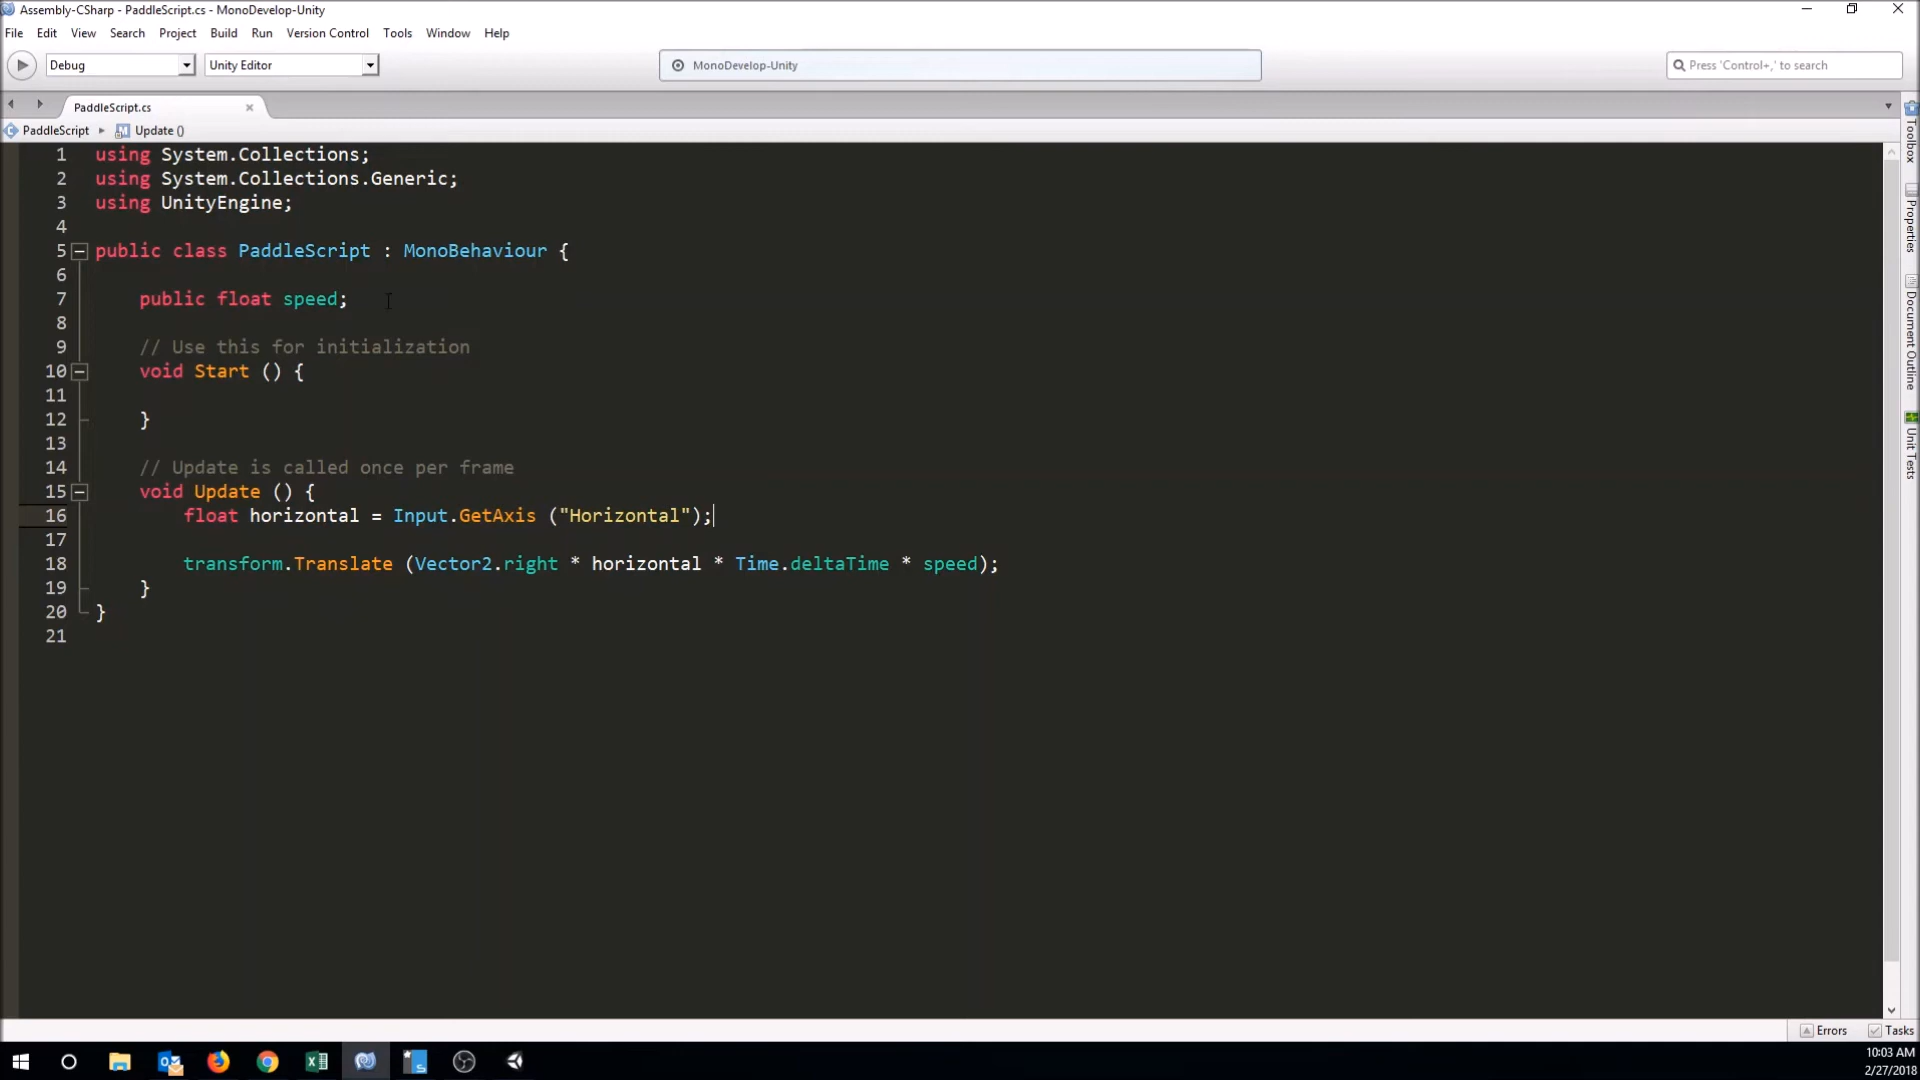 Assembly-CSharp - PaddleScript.cs - MonoDevelop-Unity
File Edit View Search Project Build Run Version Control Tools Window Help
Debug Unity Editor MonoDevelop-Unity Press 'Control+,' to search
PaddleScript.cs
PaddleScript Update ()
1 using System.Collections;
2 using System.Collections.Generic;
3 using UnityEngine;
4
5 public class PaddleScript : MonoBehaviour {
6
7 public float speed;
8
9 // Use this for initialization
10 void Start () {
11
12 }
13
14 // Update is called once per frame
15 void Update () {
16 float horizontal = Input.GetAxis ("Horizontal");
17
18 transform.Translate (Vector2.right * horizontal * Time.deltaTime * speed);
19 }
20 }
21
Toolbox
Properties
Document Outline
Unit Tests
Errors Tasks
10:03 AM
2/27/2018